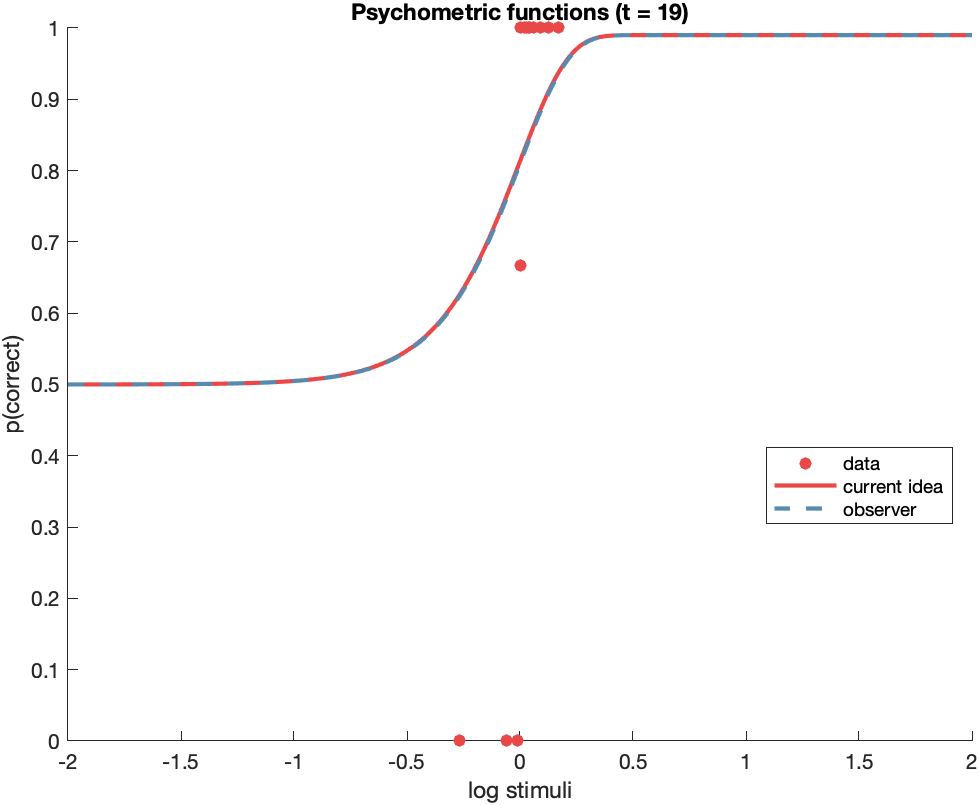 Psychometric functions (t = 19)
1
0.9
0.8
0.7
0.6
0.5
0.4
0.3
0.2
0.1
0
p(correct)
data
current idea
observer
-2 -1.5 -1 -0.5 0 0.5 1 1.5 2
log stimuli